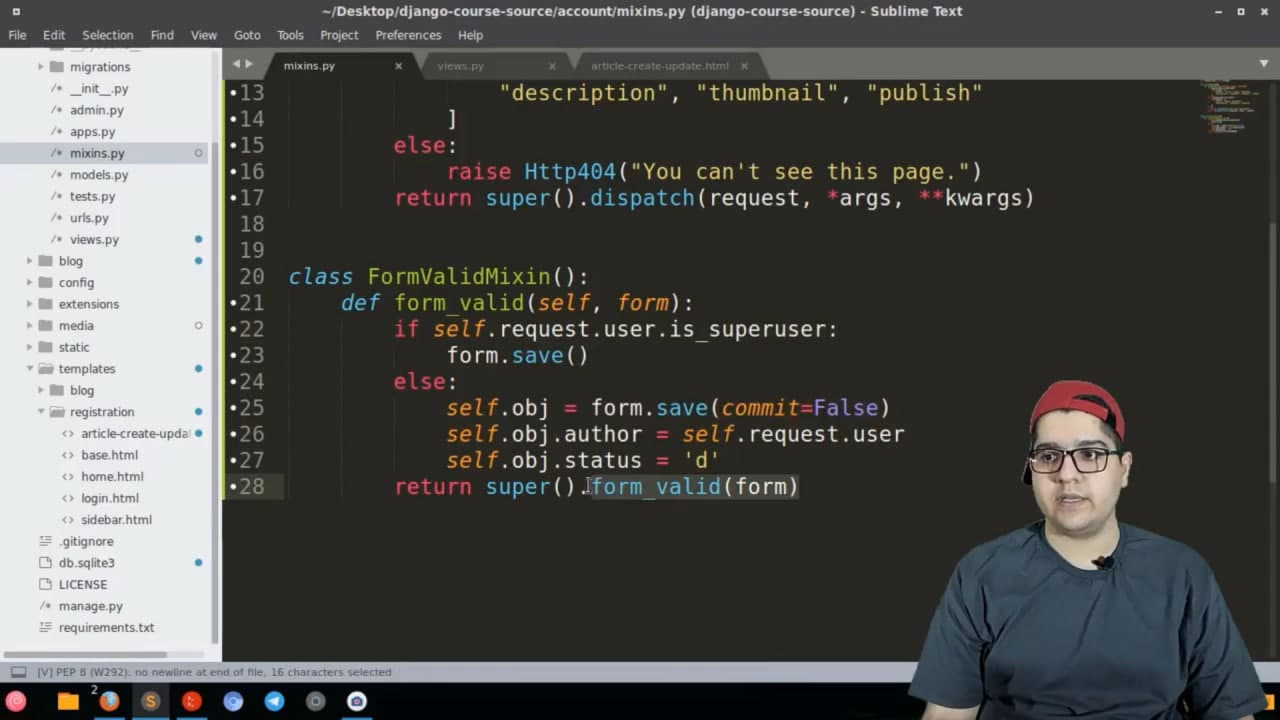 ~/Desktop/django-course-source/account/mixins.py (django-course-source) - Sublime Text
File Edit Selection Find View Goto Tools Project Preferences Help
migrations
__init__.py
admin.py
apps.py
mixins.py
models.py
tests.py
urls.py
views.py
blog
config
extensions
media
static
templates
blog
registration
article-create-upda
base.html
home.html
login.html
sidebar.html
.gitignore
db.sqlite3
LICENSE
manage.py
requirements.txt
mixins.py views.py article-create-update.html
13 "description", "thumbnail", "publish"
14 ]
15 else:
16 raise Http404("You can't see this page.")
17 return super().dispatch(request, *args, **kwargs)
18
19
20 class FormValidMixin():
21 def form_valid(self, form):
22 if self.request.user.is_superuser:
23 form.save()
24 else:
25 self.obj = form.save(commit=False)
26 self.obj.author = self.request.user
27 self.obj.status = 'd'
28 return super().form_valid(form)
[V] PEP 8 (W292): no newline at end of file, 16 characters selected
2